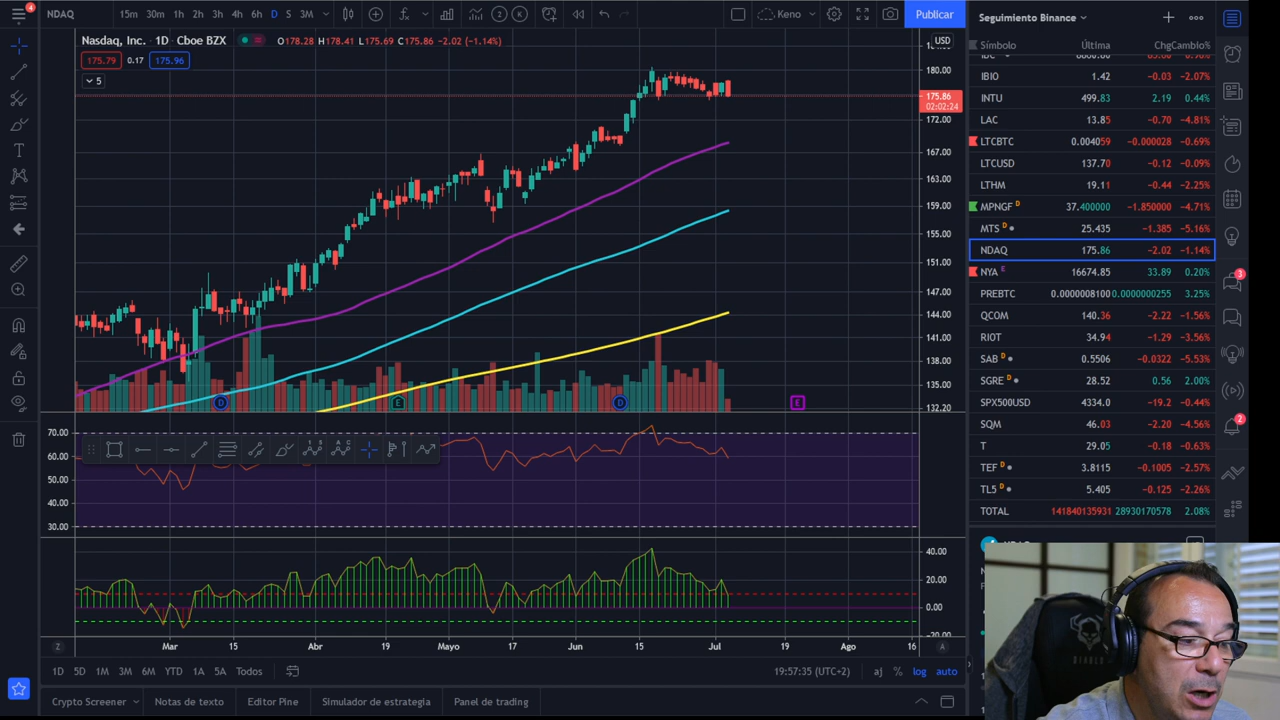 4
NDAQ
15m 30m 1h 2h 3h 4h 6h D S 3M
2 K
Keno
Publicar
Seguimiento Binance
Nasdaq, Inc. · 1D · Cboe BZX
O178.28 H178.41 L175.69 C175.86 -2.02 (-1.14%)
USD
175.79 0.17 175.96
5
180.00
175.86
02:02:24
172.00
167.00
163.00
159.00
155.00
151.00
147.00
144.00
141.00
138.00
135.00
132.20
D E D E
70.00
60.00
50.00
40.00
30.00
40.00
20.00
0.00
-20.00
Z Mar 15 Abr 19 Mayo 17 Jun 14 Jul 19 Ago 16 A
1D 5D 1M 3M 6M YTD 1A 5A Todos
19:57:35 (UTC+2) aj % log auto
Crypto Screener Notas de texto Editor Pine Simulador de estrategia Panel de trading
Símbolo Última Chg Cambio%
IBIO 1.42 -0.03 -2.07%
INTU 499.83 2.19 0.44%
LAC 13.85 -0.70 -4.81%
LTCBTC 0.004059 -0.000028 -0.69%
LTCUSD 137.70 -0.12 -0.09%
LTHM 19.11 -0.44 -2.25%
MPNGF D 37.400000 -1.850000 -4.71%
MTS D 25.435 -1.385 -5.16%
NDAQ 175.86 -2.02 -1.14%
NYA E 16674.85 33.89 0.20%
PREBTC 0.0000008100 0.0000000255 3.25%
QCOM 140.36 -2.22 -1.56%
RIOT 34.94 -1.29 -3.56%
SAB D 0.5506 -0.0322 -5.53%
SGRE D 28.52 0.56 2.00%
SPX500USD 4334.0 -19.2 -0.44%
SQM 46.03 -2.20 -4.56%
T 29.05 -0.18 -0.63%
TEF D 3.8115 -0.1005 -2.57%
TL5 D 5.405 -0.125 -2.26%
TOTAL 141840135931 28930170578 2.08%
3
2
DIABLO